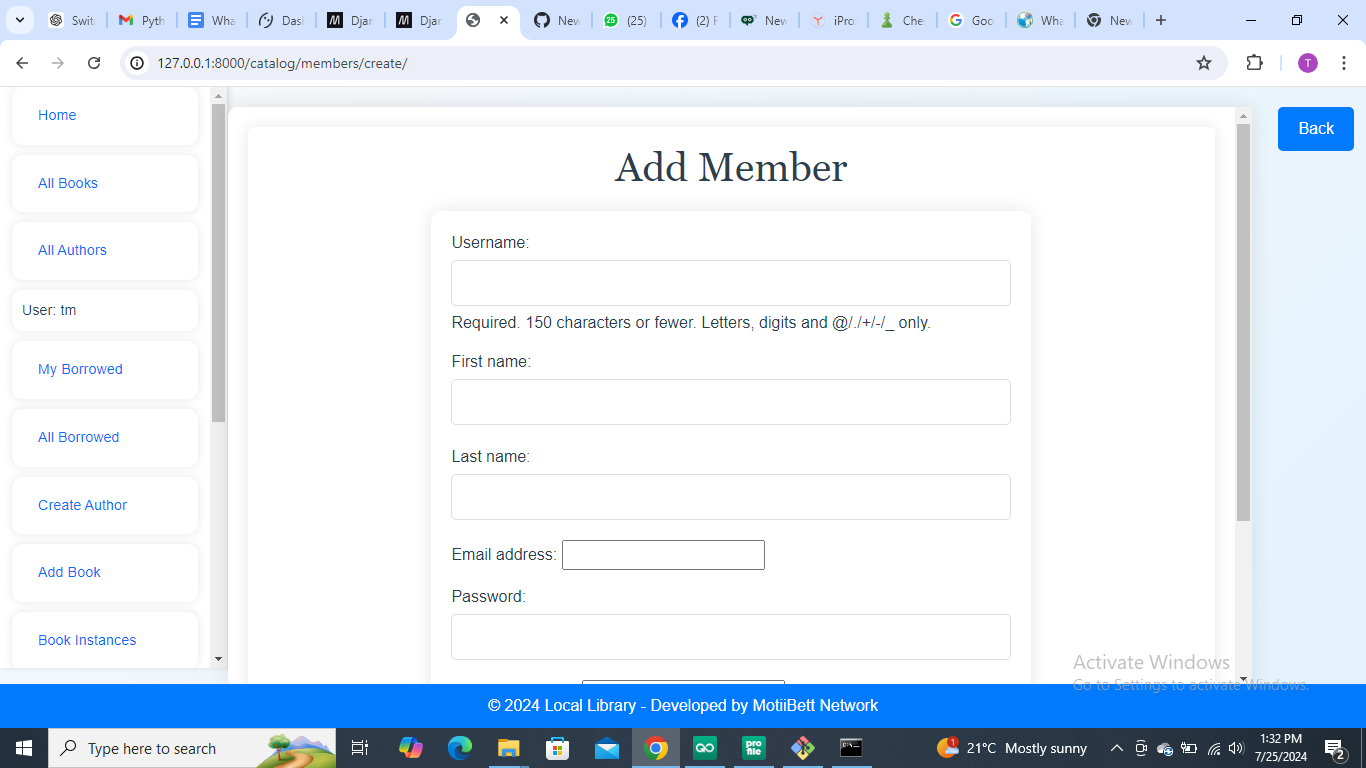 Swit
Pyth
Wha
Dasl
Djar
Djar
New
(25)
(2) F
New
iPro
Che
Goo
Wha
New
127.0.0.1:8000/catalog/members/create/
T
Home
All Books
All Authors
User: tm
My Borrowed
All Borrowed
Create Author
Add Book
Book Instances
Back
Add Member
Username:
Required. 150 characters or fewer. Letters, digits and @/./+/-/_ only.
First name:
Last name:
Email address:
Password:
Activate Windows
Go to Settings to activate Windows.
© 2024 Local Library - Developed by MotiiBett Network
Type here to search
1
21°C Mostly sunny
1:32 PM
7/25/2024
2